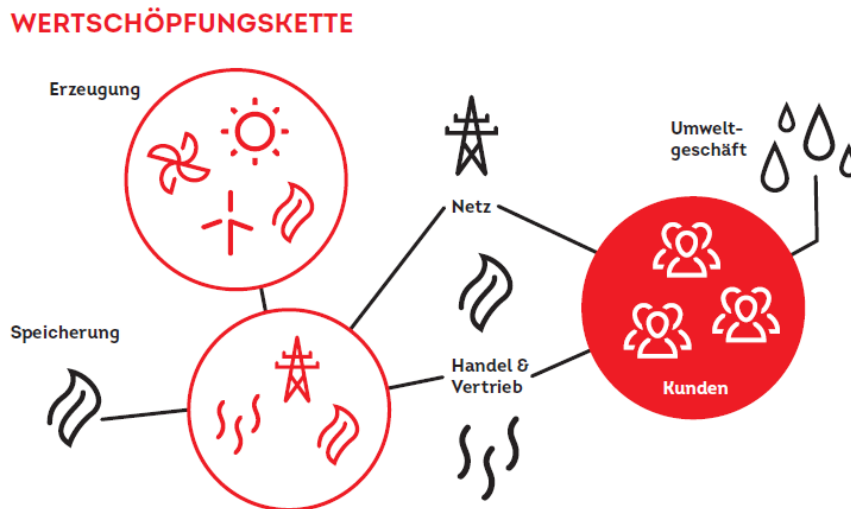 WERTSCHÖPFUNGSKETTE
Erzeugung
Umwelt-
geschäft
Netz
Speicherung
Handel &
Vertrieb
Kunden